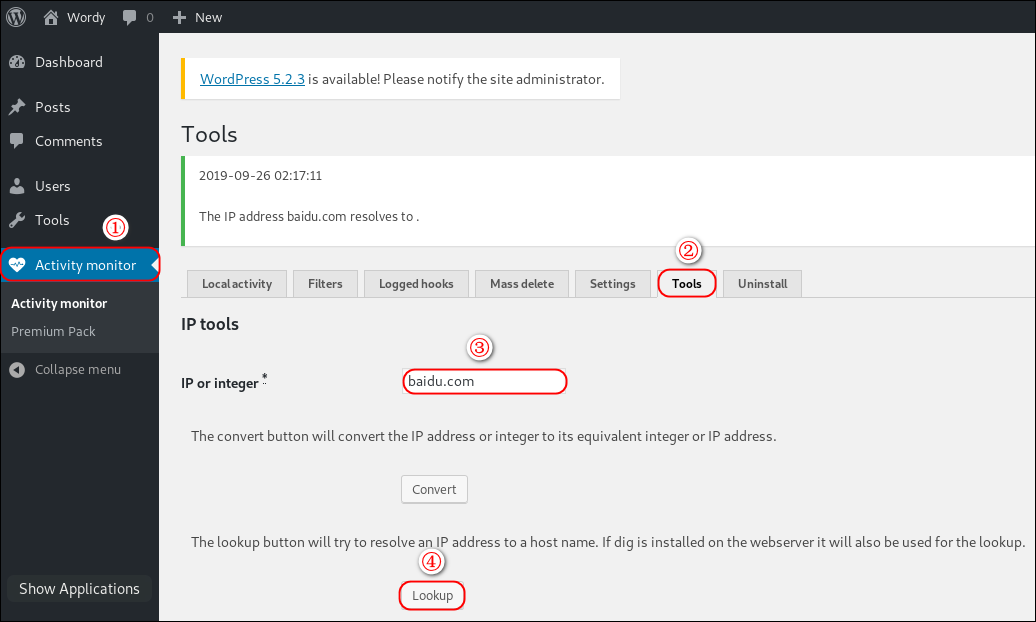 Wordy 0 New
Dashboard
Posts
Comments
Users
Tools
①
Activity monitor
Activity monitor
Premium Pack
Collapse menu
Show Applications
WordPress 5.2.3 is available! Please notify the site administrator.
Tools
2019-09-26 02:17:11
The IP address baidu.com resolves to .
②
Local activity Filters Logged hooks Mass delete Settings Tools Uninstall
IP tools
③
IP or integer * baidu.com
The convert button will convert the IP address or integer to its equivalent integer or IP address.
Convert
The lookup button will try to resolve an IP address to a host name. If dig is installed on the webserver it will also be used for the lookup.
④
Lookup